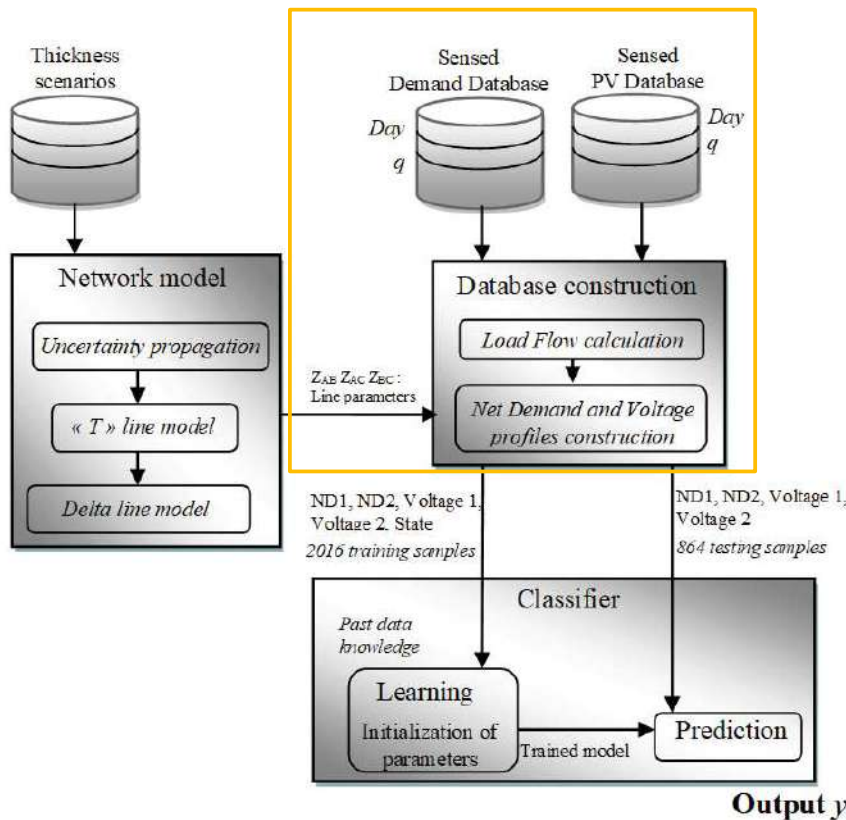 Thickness
scenarios
Sensed
Demand Database
Sensed
PV Database
Day
q
Day
q
Network model
Uncertainty propagation
« T » line model
Delta line model
ZAB ZAC ZBC :
Line parameters
Database construction
Load Flow calculation
Net Demand and Voltage
profiles construction
ND1, ND2, Voltage 1,
Voltage 2, State
2016 training samples
ND1, ND2, Voltage 1,
Voltage 2
864 testing samples
Classifier
Past data
knowledge
Learning
Initialization of
parameters
Trained model
Prediction
Output y